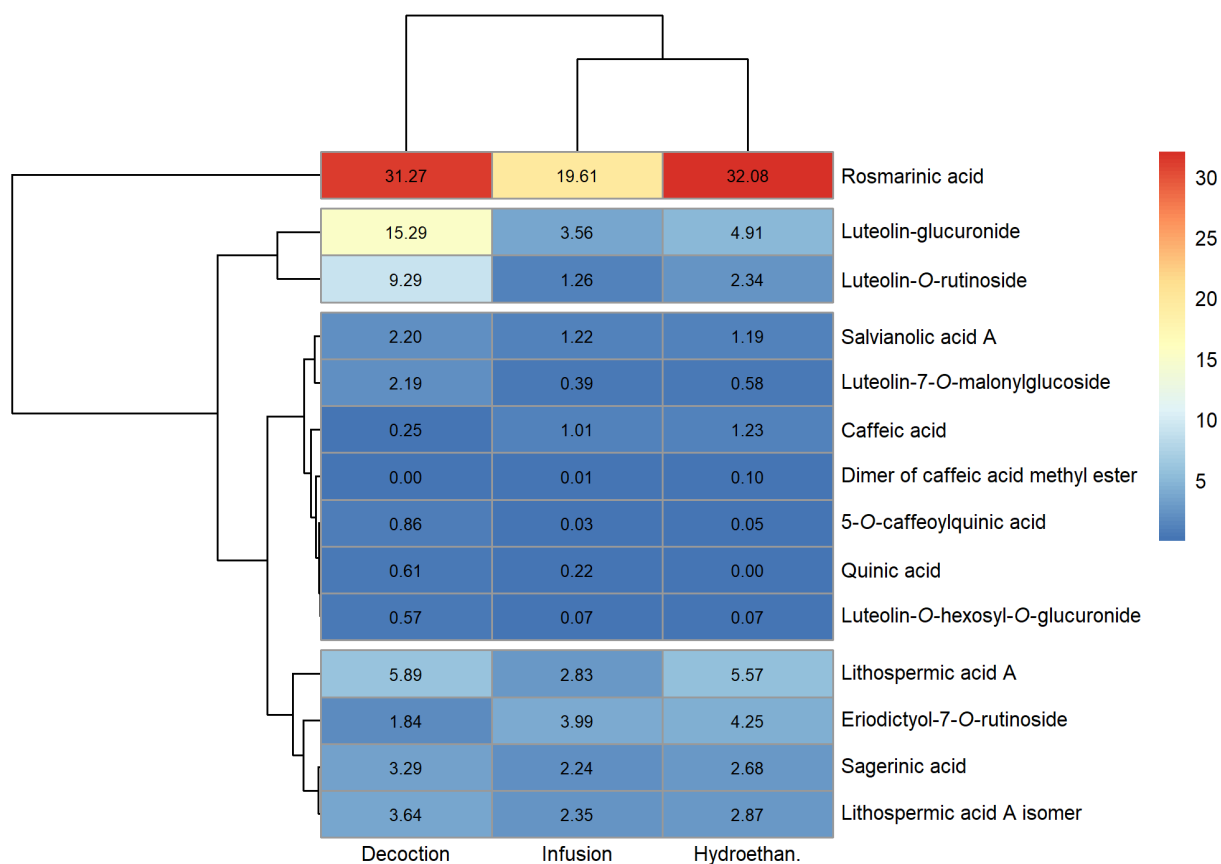 31.27 19.61 32.08 Rosmarinic acid
15.29 3.56 4.91 Luteolin-glucuronide
9.29 1.26 2.34 Luteolin-O-rutinoside
2.20 1.22 1.19 Salvianolic acid A
2.19 0.39 0.58 Luteolin-7-O-malonylglucoside
0.25 1.01 1.23 Caffeic acid
0.00 0.01 0.10 Dimer of caffeic acid methyl ester
0.86 0.03 0.05 5-O-caffeoylquinic acid
0.61 0.22 0.00 Quinic acid
0.57 0.07 0.07 Luteolin-O-hexosyl-O-glucuronide
5.89 2.83 5.57 Lithospermic acid A
1.84 3.99 4.25 Eriodictyol-7-O-rutinoside
3.29 2.24 2.68 Sagerinic acid
3.64 2.35 2.87 Lithospermic acid A isomer
Decoction Infusion Hydroethan.
30
25
20
15
10
5